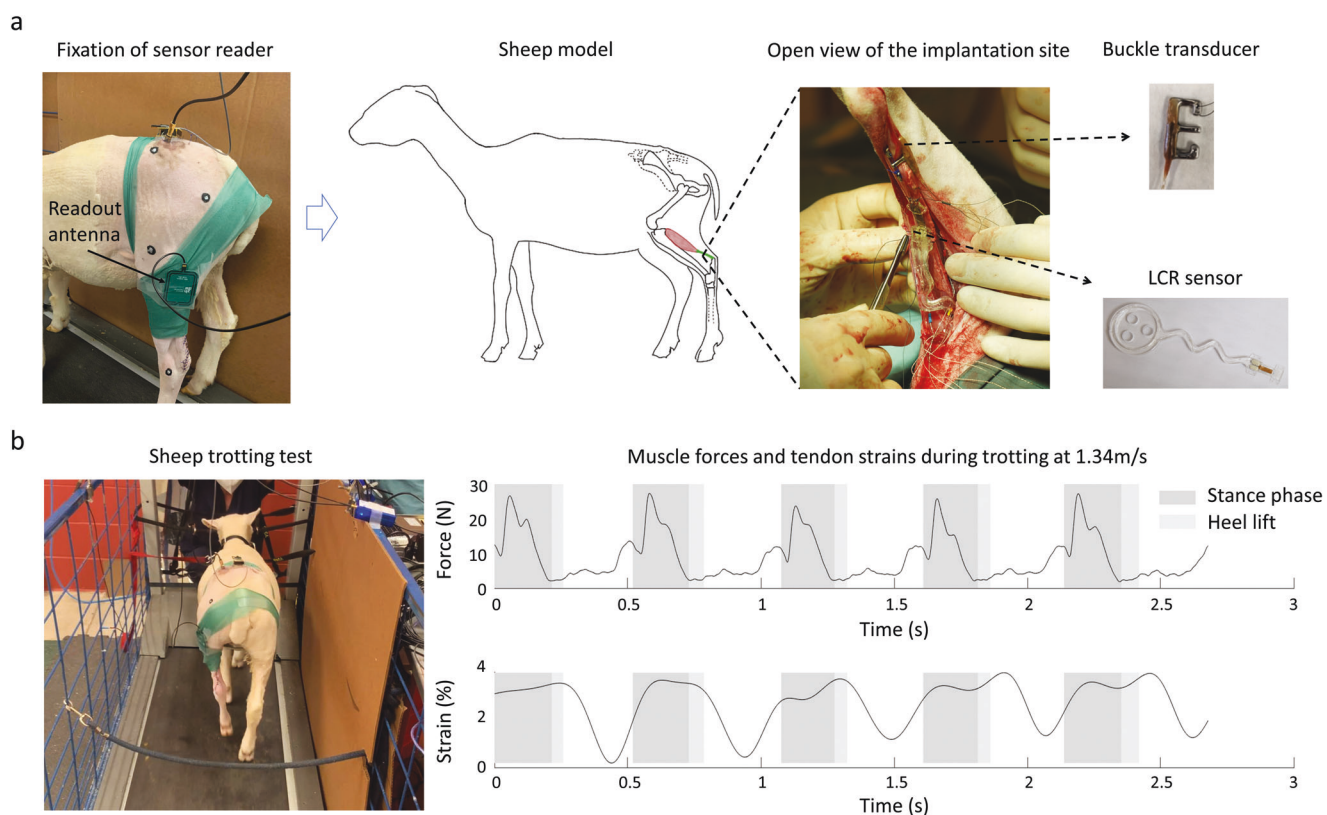 a
Fixation of sensor reader
Sheep model
Open view of the implantation site
Buckle transducer
Readout
antenna
LCR sensor
b
Sheep trotting test
Muscle forces and tendon strains during trotting at 1.34m/s
Force (N)
30
20
10
0
Stance phase
Heel lift
0 0.5 1 1.5 2 2.5 3
Time (s)
Strain (%)
4
2
0
0 0.5 1 1.5 2 2.5 3
Time (s)